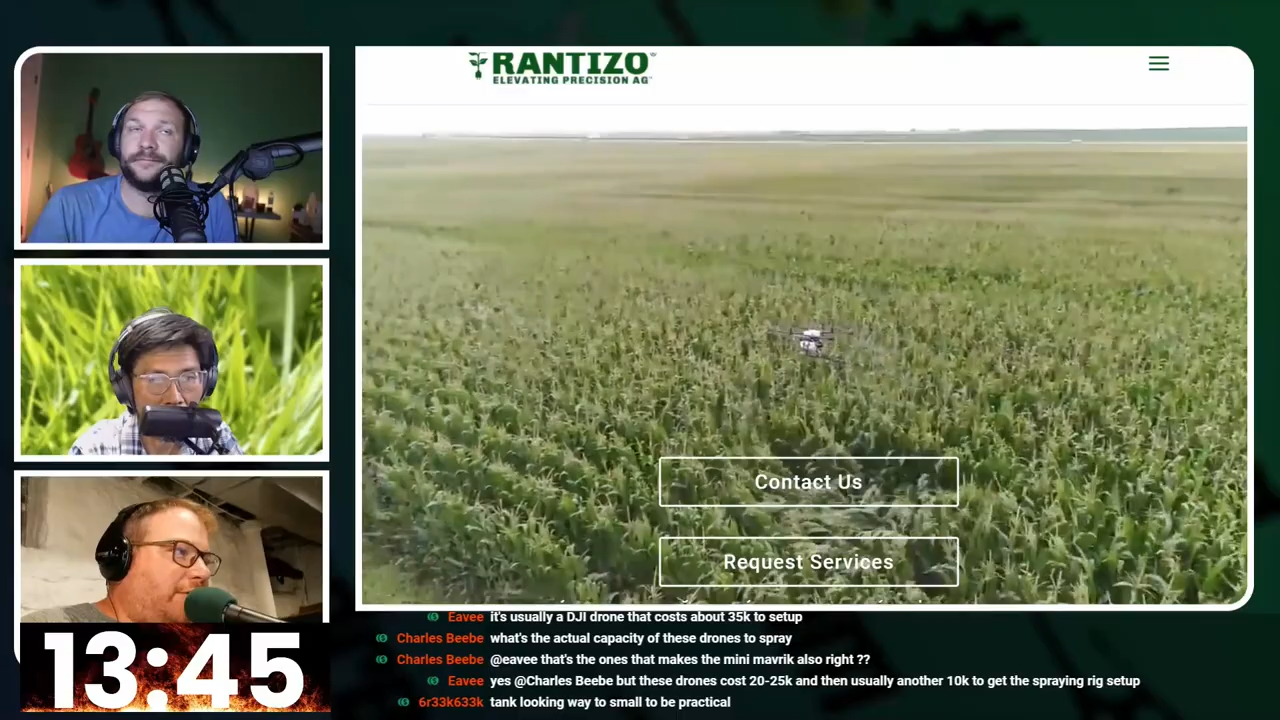 RANTIZO
ELEVATING PRECISION AG
Contact Us
Request Services
Eavee it's usually a DJI drone that costs about 35k to setup
Charles Beebe what's the actual capacity of these drones to spray
Charles Beebe @eavee that's the ones that makes the mini mavrik also right ??
Eavee yes @Charles Beebe but these drones cost 20-25k and then usually another 10k to get the spraying rig setup
6r33k633k tank looking way to small to be practical
13:45